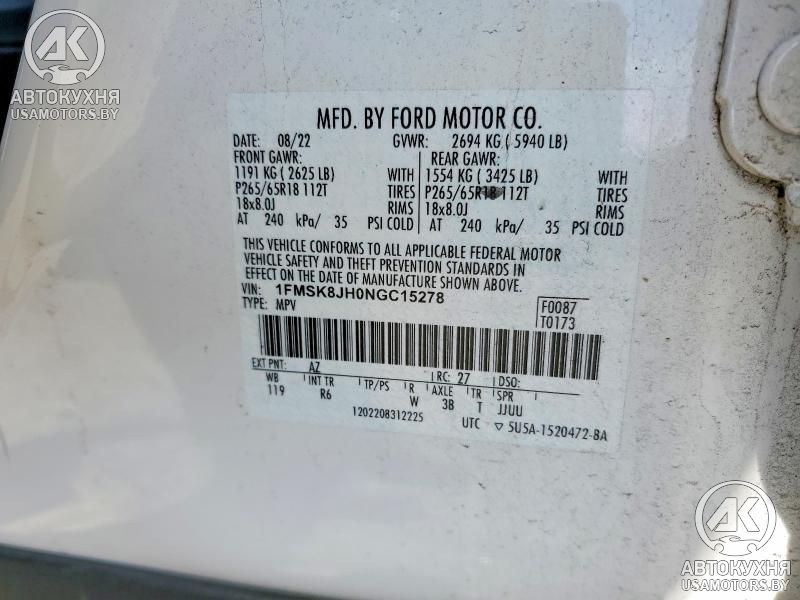 AK
АВТОКУХНЯ
USAMOTORS.BY
MFD. BY FORD MOTOR CO.
DATE: 08/22 GVWR: 2694 KG ( 5940 LB)
FRONT GAWR: REAR GAWR:
1191 KG ( 2625 LB) WITH 1554 KG ( 3425 LB) WITH
P265/65R18 112T TIRES P265/65R18 112T TIRES
18x8.0J RIMS 18x8.0J RIMS
AT 240 kPa/ 35 PSI COLD AT 240 kPa/ 35 PSI COLD
THIS VEHICLE CONFORMS TO ALL APPLICABLE FEDERAL MOTOR
VEHICLE SAFETY AND THEFT PREVENTION STANDARDS IN
EFFECT ON THE DATE OF MANUFACTURE SHOWN ABOVE.
VIN: 1FMSK8JH0NGC15278 F0087
TYPE: MPV T0173
EXT PNT: AZ RC: 27 DSO:
WB INT TR TP/PS R AXLE TR SPR
119 R6 W 3B T JJUU
1202208312225 UTC ▽ 5U5A-1520472-BA
AK
АВТОКУХНЯ
USAMOTORS.BY